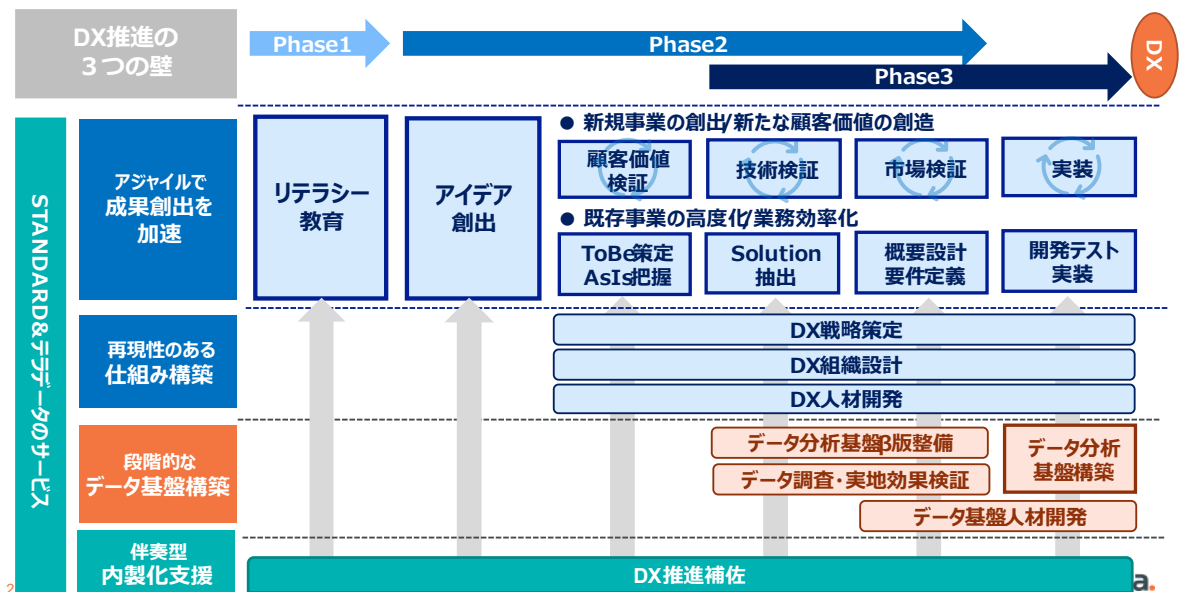 DX推進の
３つの壁
Phase1
Phase2
Phase3
DX
STANDARD&テラデータのサービス
アジャイルで
成果創出を
加速
リテラシー
教育
アイデア
創出
● 新規事業の創出/新たな顧客価値の創造
顧客価値
検証
技術検証
市場検証
実装
● 既存事業の高度化/業務効率化
ToBe策定
AsIs把握
Solution
抽出
概要設計
要件定義
開発テスト
実装
再現性のある
仕組み構築
DX戦略策定
DX組織設計
DX人材開発
段階的な
データ基盤構築
データ分析基盤β版整備
データ調査・実地効果検証
データ分析
基盤構築
データ基盤人材開発
伴奏型
内製化支援
DX推進補佐
2
a.